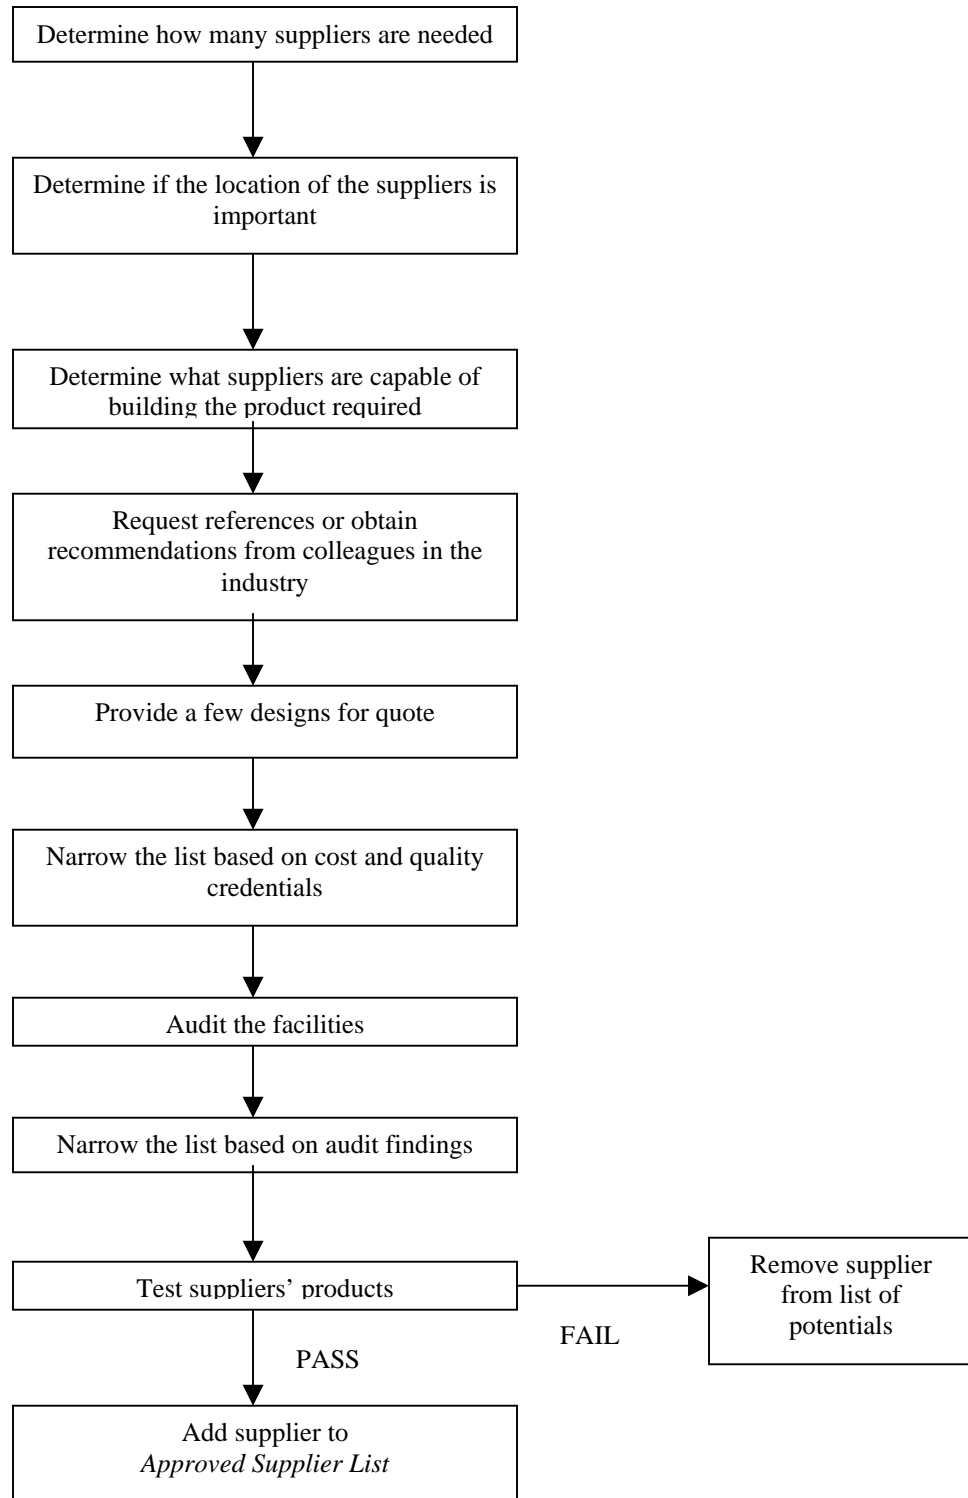 Determine how many suppliers are needed
Determine if the location of the suppliers is
important
Determine what suppliers are capable of
building the product required
Request references or obtain
recommendations from colleagues in the
industry
Provide a few designs for quote
Narrow the list based on cost and quality
credentials
Audit the facilities
Narrow the list based on audit findings
Test suppliers’ products
Remove supplier
from list of
potentials
FAIL
PASS
Add supplier to
Approved Supplier List